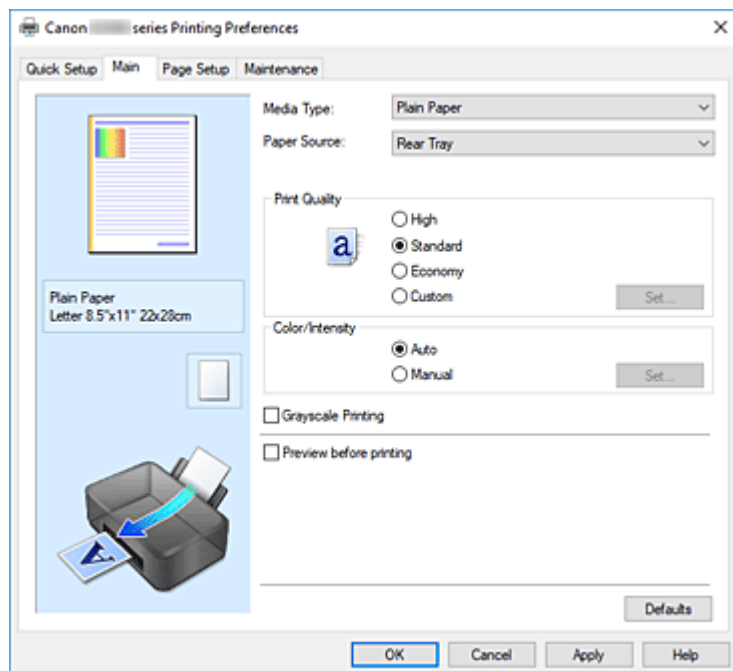 Canon series Printing Preferences
Quick Setup Main Page Setup Maintenance
Media Type: Plain Paper
Paper Source: Rear Tray
Print Quality
High
a
Standard
Economy
Custom Set...
Plain Paper
Letter 8.5"x11" 22x28cm
Color/Intensity
Auto
Manual Set...
Grayscale Printing
Preview before printing
A
Defaults
OK Cancel Apply Help